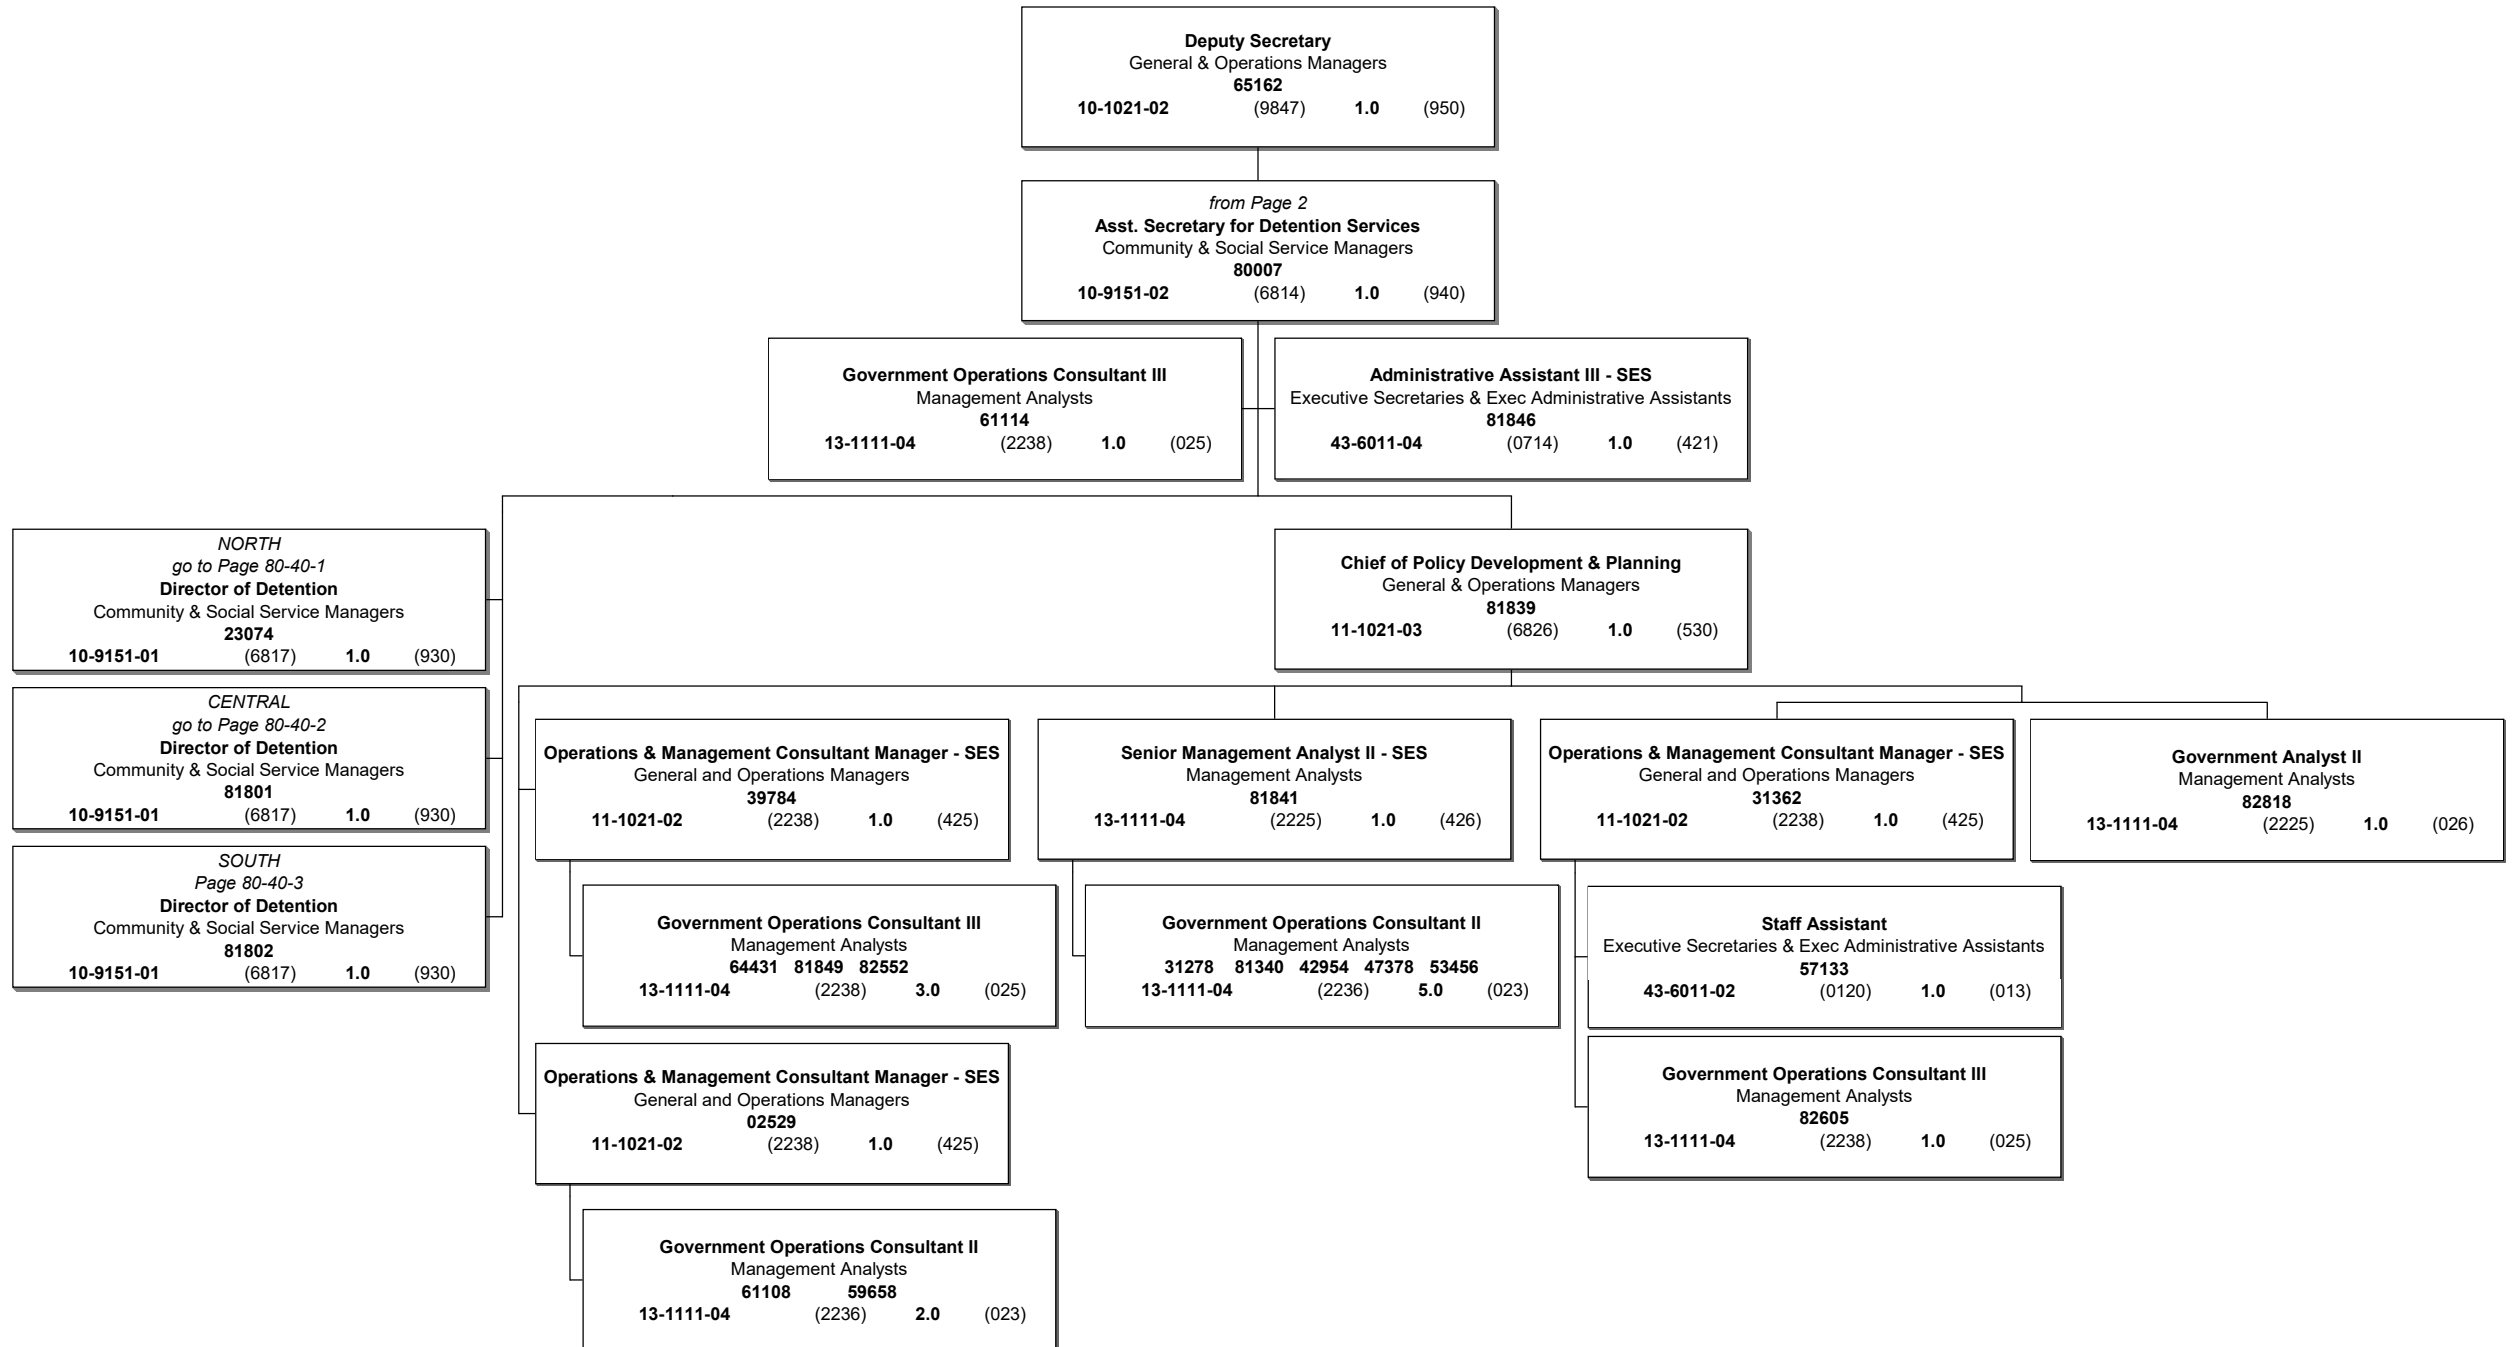 Deputy Secretary
General & Operations Managers
65162
10-1021-02 (9847) 1.0 (950)
from Page 2
Asst. Secretary for Detention Services
Community & Social Service Managers
80007
10-9151-02 (6814) 1.0 (940)
Government Operations Consultant III
Management Analysts
61114
13-1111-04 (2238) 1.0 (025)
Administrative Assistant III - SES
Executive Secretaries & Exec Administrative Assistants
81846
43-6011-04 (0714) 1.0 (421)
NORTH
go to Page 80-40-1
Director of Detention
Community & Social Service Managers
23074
10-9151-01 (6817) 1.0 (930)
CENTRAL
go to Page 80-40-2
Director of Detention
Community & Social Service Managers
81801
10-9151-01 (6817) 1.0 (930)
SOUTH
Page 80-40-3
Director of Detention
Community & Social Service Managers
81802
10-9151-01 (6817) 1.0 (930)
Chief of Policy Development & Planning
General & Operations Managers
81839
11-1021-03 (6826) 1.0 (530)
Operations & Management Consultant Manager - SES
General and Operations Managers
39784
11-1021-02 (2238) 1.0 (425)
Government Operations Consultant III
Management Analysts
64431 81849 82552
13-1111-04 (2238) 3.0 (025)
Operations & Management Consultant Manager - SES
General and Operations Managers
02529
11-1021-02 (2238) 1.0 (425)
Government Operations Consultant II
Management Analysts
61108 59658
13-1111-04 (2236) 2.0 (023)
Senior Management Analyst II - SES
Management Analysts
81841
13-1111-04 (2225) 1.0 (426)
Government Operations Consultant II
Management Analysts
31278 81340 42954 47378 53456
13-1111-04 (2236) 5.0 (023)
Operations & Management Consultant Manager - SES
General and Operations Managers
31362
11-1021-02 (2238) 1.0 (425)
Staff Assistant
Executive Secretaries & Exec Administrative Assistants
57133
43-6011-02 (0120) 1.0 (013)
Government Operations Consultant III
Management Analysts
82605
13-1111-04 (2238) 1.0 (025)
Government Analyst II
Management Analysts
82818
13-1111-04 (2225) 1.0 (026)